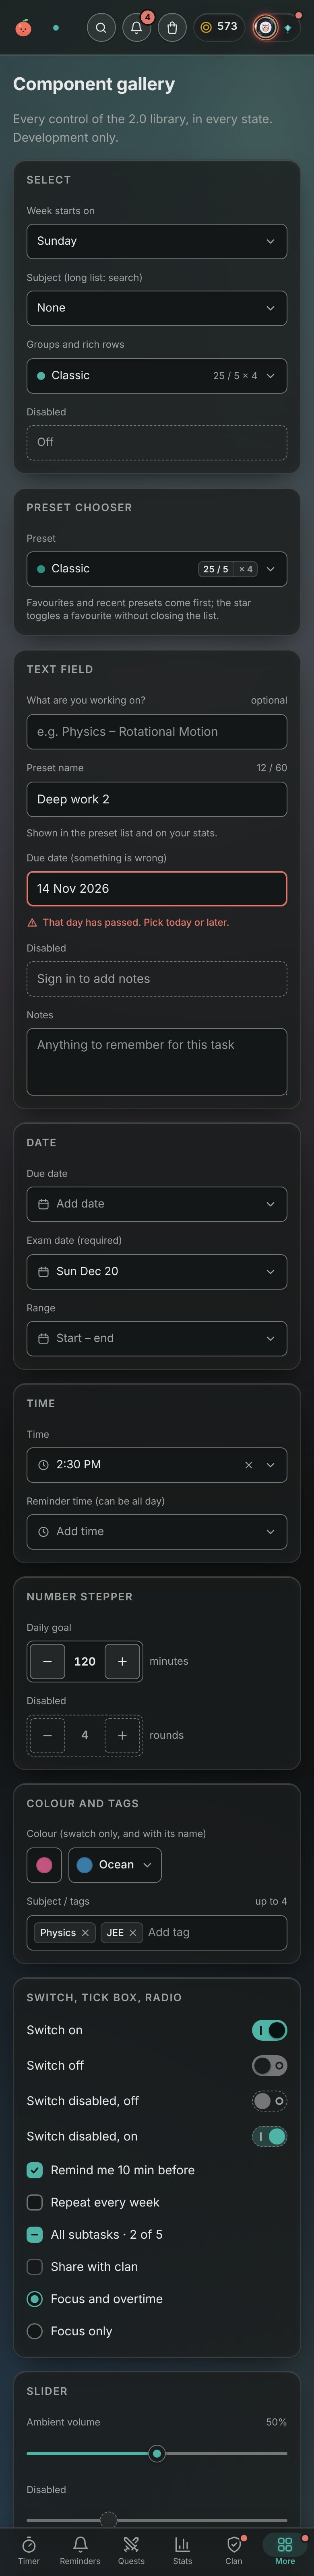 4
573
Component gallery
Every control of the 2.0 library, in every state.
Development only.
SELECT
Week starts on
Sunday
Subject (long list: search)
None
Groups and rich rows
Classic 25 / 5 × 4
Disabled
Off
PRESET CHOOSER
Preset
Classic 25 / 5 × 4
Favourites and recent presets come first; the star
toggles a favourite without closing the list.
TEXT FIELD
What are you working on? optional
e.g. Physics – Rotational Motion
Preset name 12 / 60
Deep work 2
Shown in the preset list and on your stats.
Due date (something is wrong)
14 Nov 2026
That day has passed. Pick today or later.
Disabled
Sign in to add notes
Notes
Anything to remember for this task
DATE
Due date
Add date
Exam date (required)
Sun Dec 20
Range
Start – end
TIME
Time
2:30 PM
Reminder time (can be all day)
Add time
NUMBER STEPPER
Daily goal
120 minutes
Disabled
4 rounds
COLOUR AND TAGS
Colour (swatch only, and with its name)
Ocean
Subject / tags up to 4
Physics JEE Add tag
SWITCH, TICK BOX, RADIO
Switch on
Switch off
Switch disabled, off
Switch disabled, on
Remind me 10 min before
Repeat every week
All subtasks · 2 of 5
Share with clan
Focus and overtime
Focus only
SLIDER
Ambient volume 50%
Disabled
Timer Reminders Quests Stats Clan More